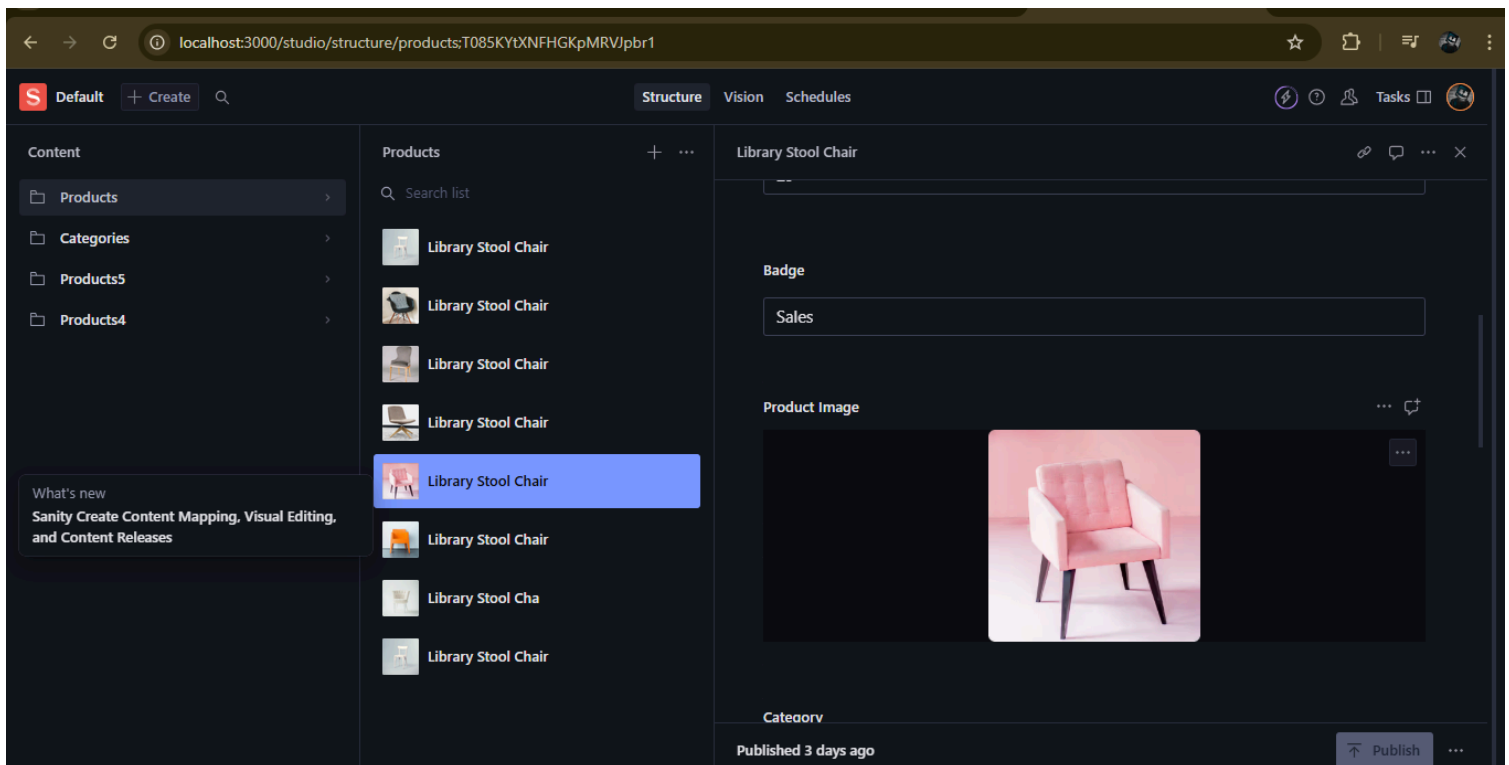 localhost:3000/studio/structure/products;T085KYtXNFHGKpMRVJpbr1
S Default + Create Structure Vision Schedules Tasks
Content
Products
Categories
Products5
Products4
What's new
Sanity Create Content Mapping, Visual Editing,
and Content Releases
Products
Search list
Library Stool Chair
Library Stool Chair
Library Stool Chair
Library Stool Chair
Library Stool Chair
Library Stool Chair
Library Stool Cha
Library Stool Chair
Library Stool Chair
Badge
Sales
Product Image
Category
Published 3 days ago
Publish